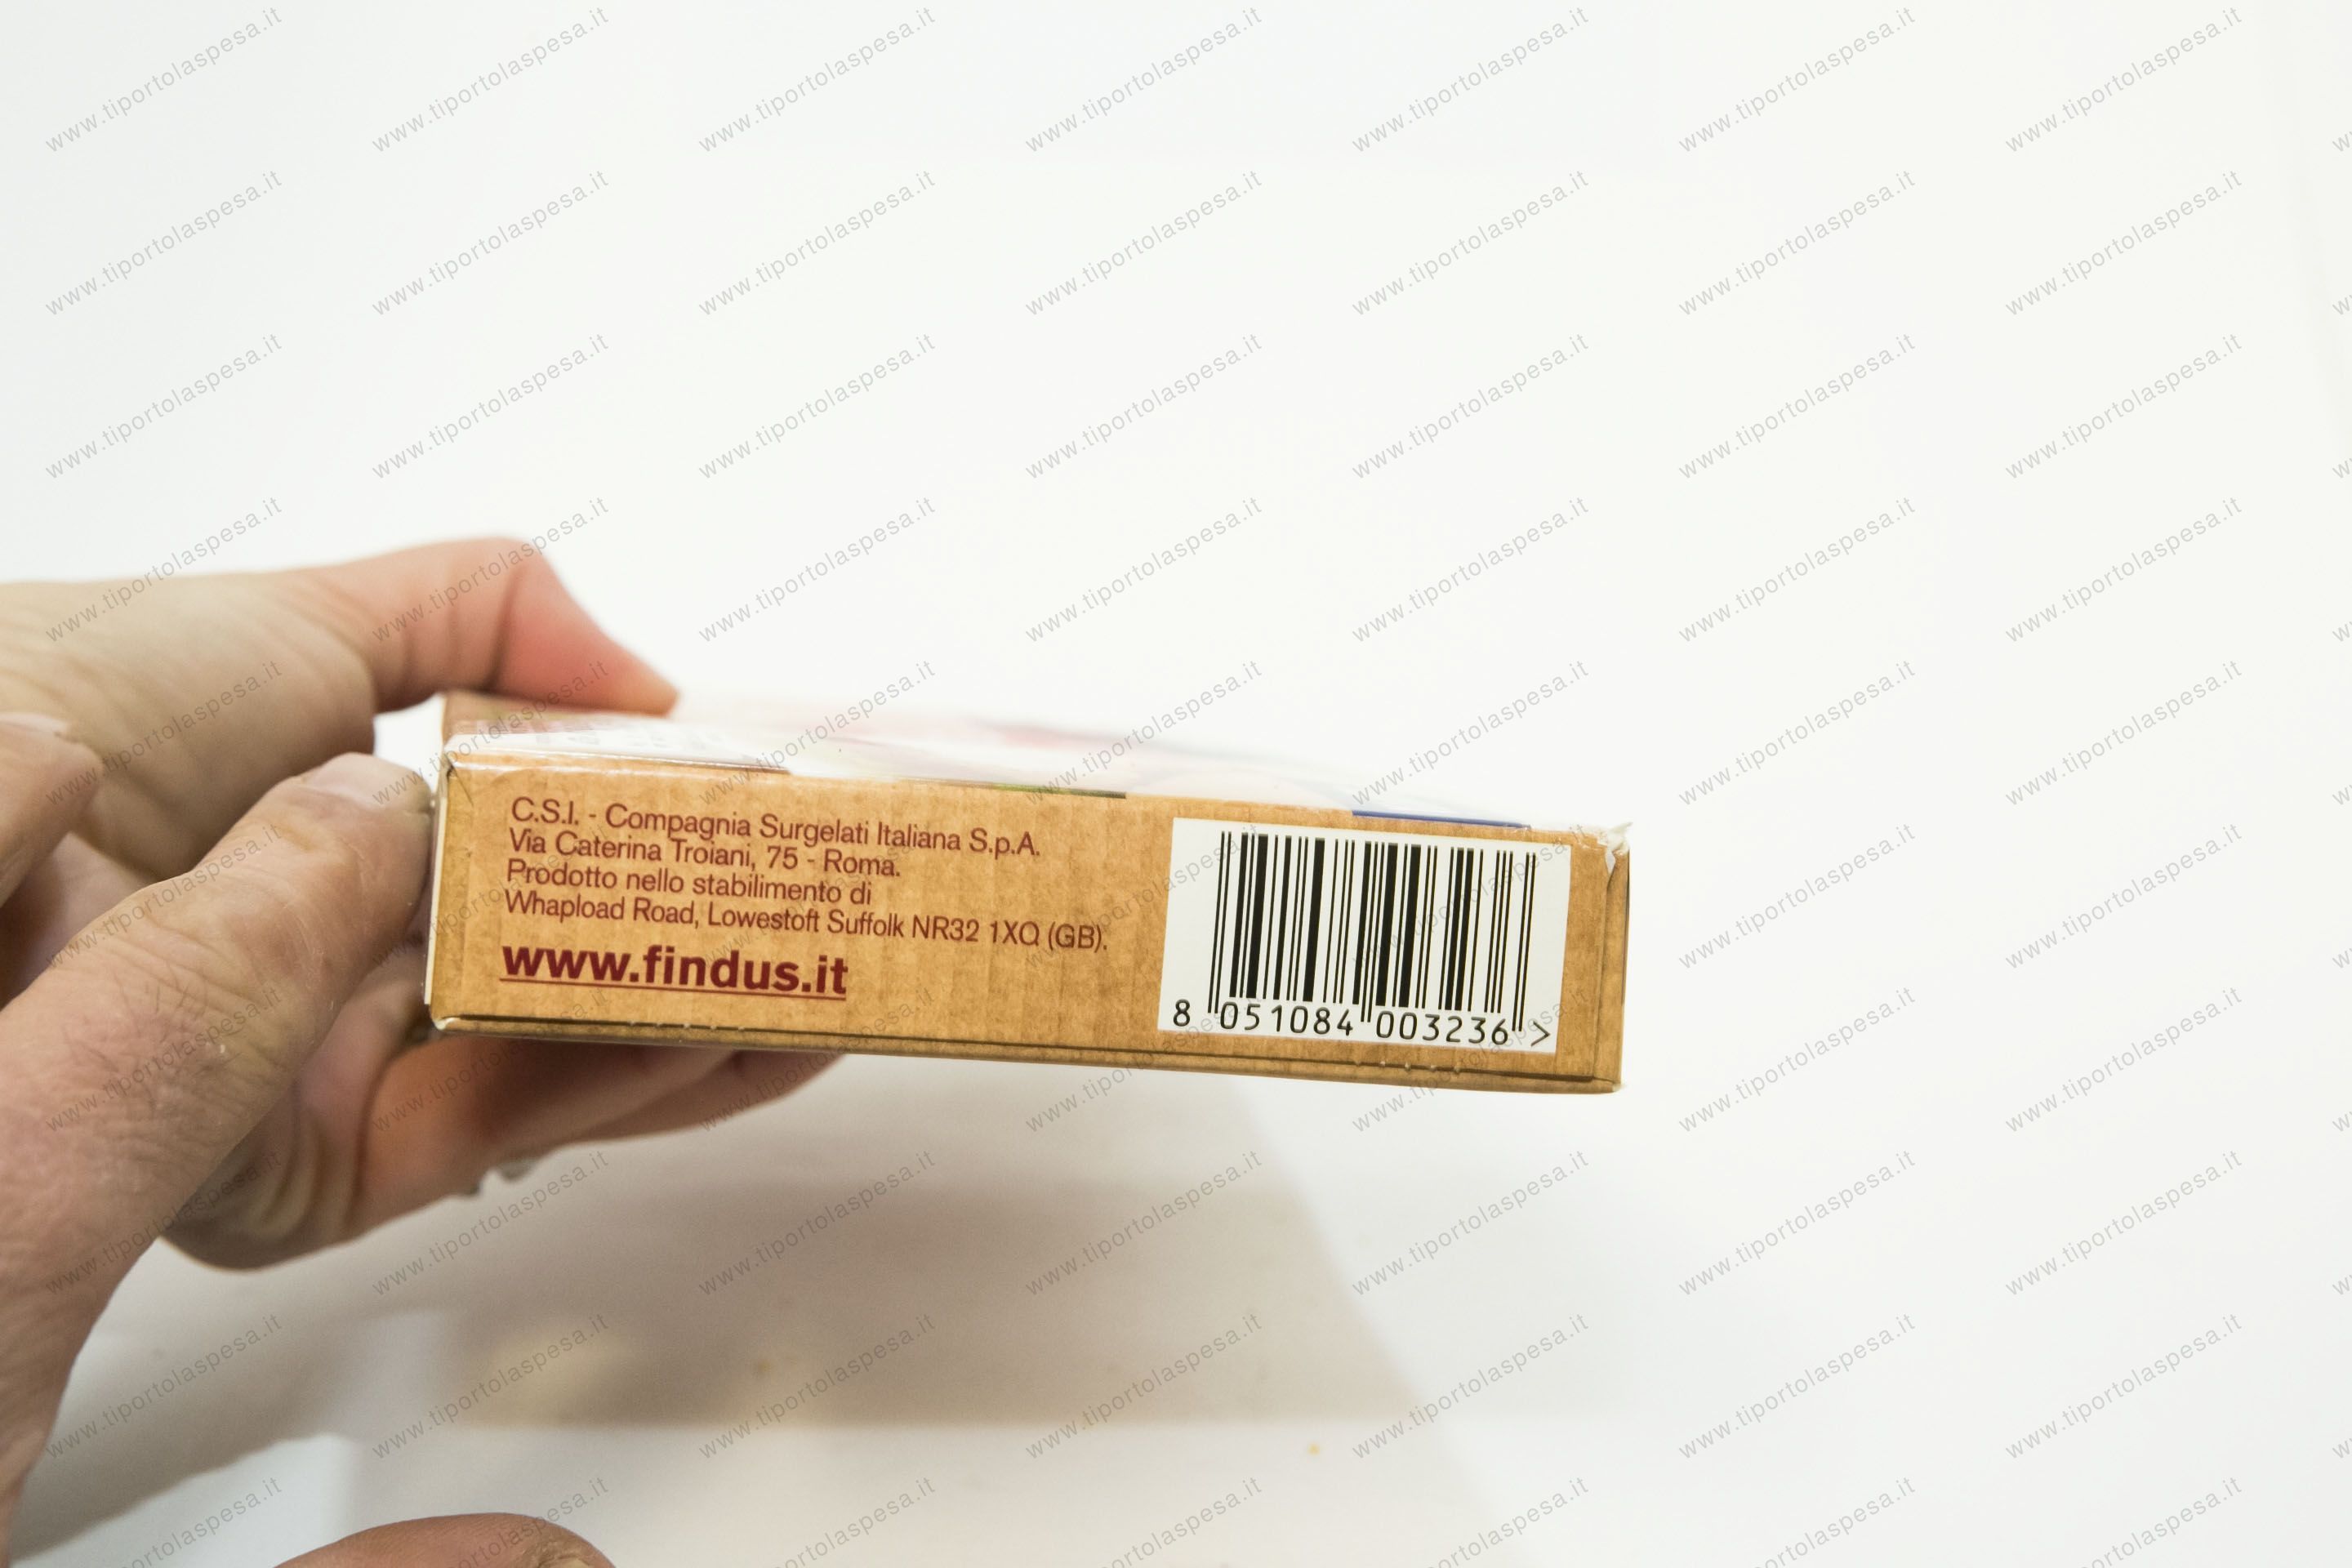 C.S.I. - Compagnia Surgelati Italiana S.p.A.
Via Caterina Troiani, 75 - Roma.
Prodotto nello stabilimento di
Whapload Road, Lowestoft Suffolk NR32 1XQ (GB).
www.findus.it
8 051084 003236 >
www.tiportolaspesa.it